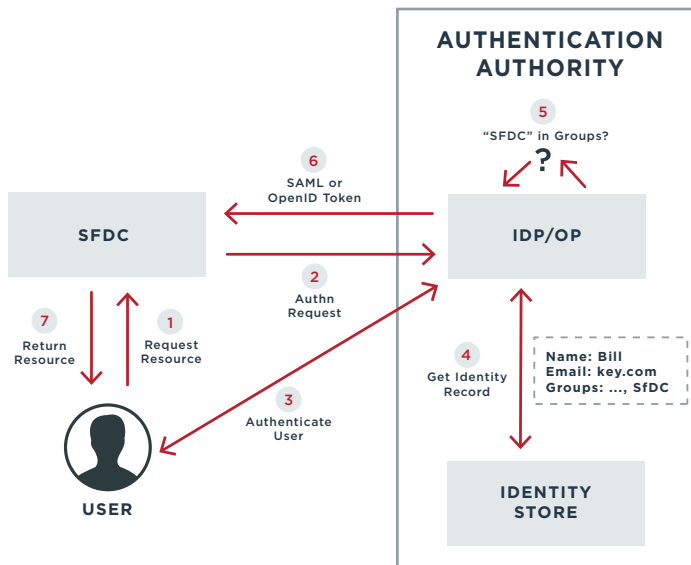 AUTHENTICATION
AUTHORITY
5
“SFDC” in Groups?
?
6
SAML or
OpenID Token
SFDC
IDP/OP
2
Authn
Request
7
Return
Resource
1
Request
Resource
4
Get Identity
Record
Name: Bill
Email: key.com
Groups: ..., SfDC
3
Authenticate
User
USER
IDENTITY
STORE